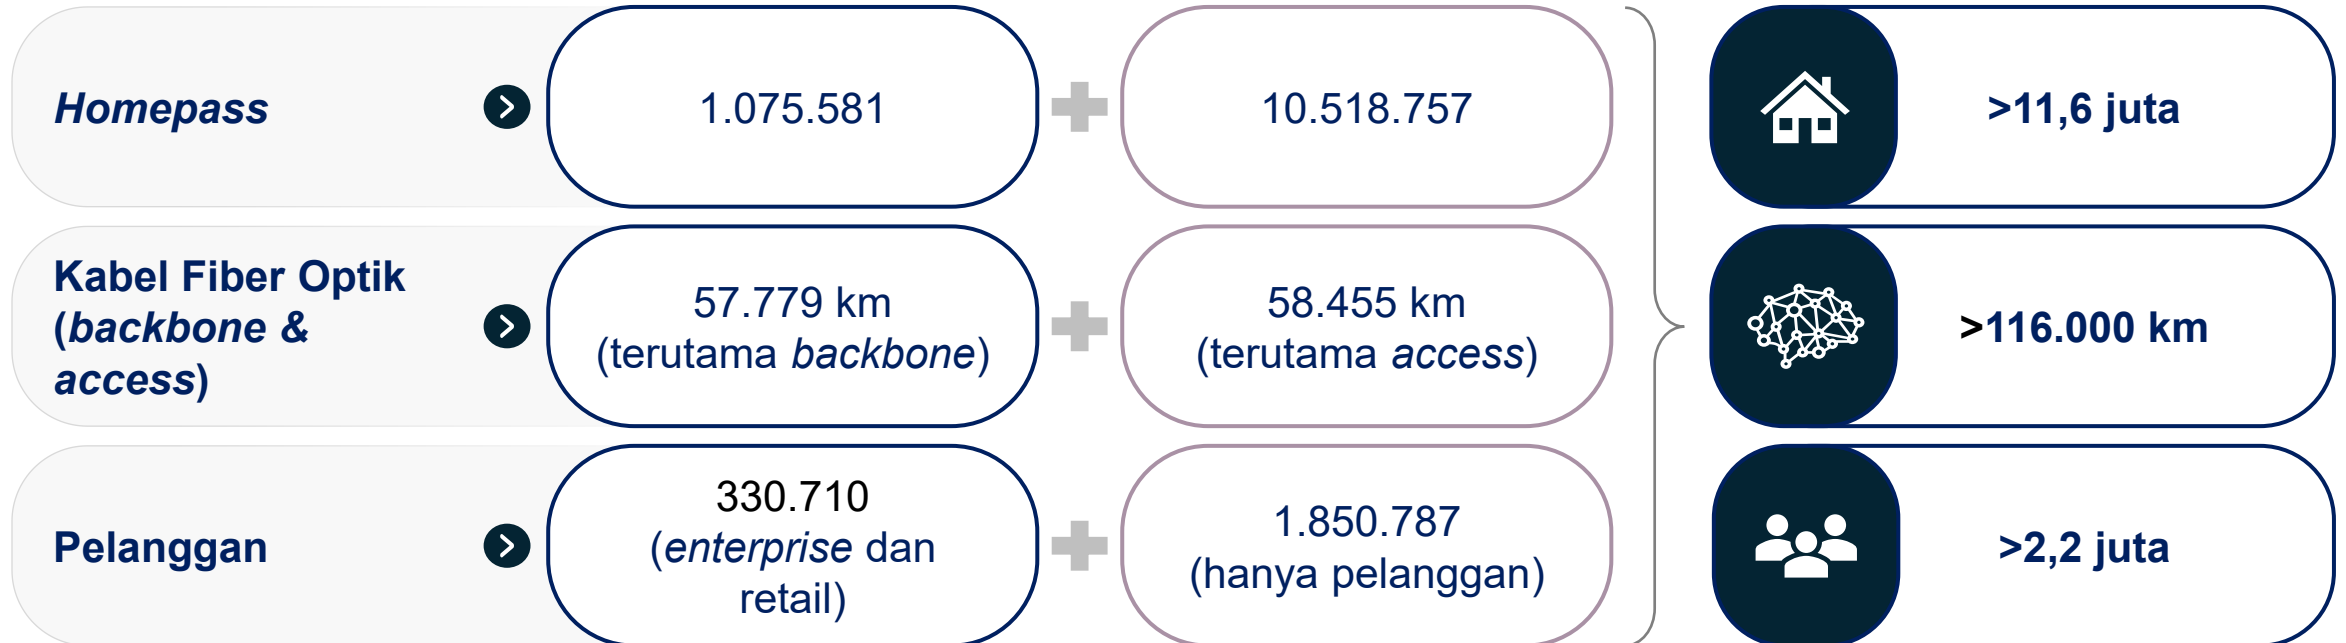 Homepass
1.075.581
10.518.757
>11,6 juta
Kabel Fiber Optik
(backbone &
access)
57.779 km
(terutama backbone)
58.455 km
(terutama access)
>116.000 km
Pelanggan
330.710
(enterprise dan
retail)
1.850.787
(hanya pelanggan)
>2,2 juta